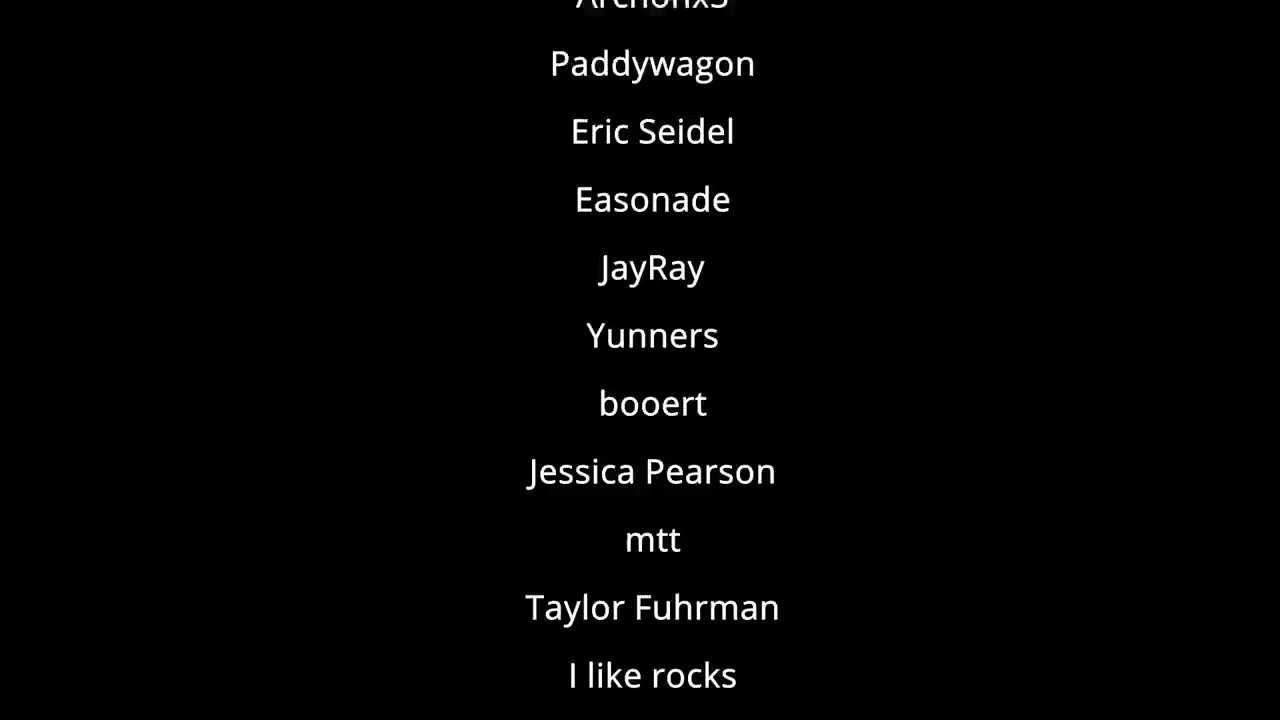 Paddywagon
Eric Seidel
Easonade
JayRay
Yunners
booert
Jessica Pearson
mtt
Taylor Fuhrman
I like rocks